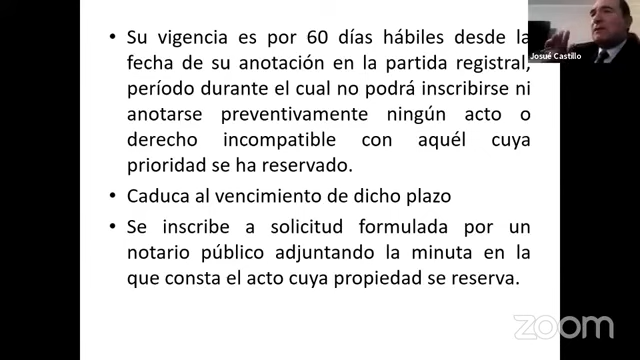 • Su vigencia es por 60 días hábiles desde la
fecha de su anotación en la partida registral,
período durante el cual no podrá inscribirse ni
anotarse preventivamente ningún acto o
derecho incompatible con aquél cuya
prioridad se ha reservado.
• Caduca al vencimiento de dicho plazo
• Se inscribe a solicitud formulada por un
notario público adjuntando la minuta en la
que consta el acto cuya propiedad se reserva.
Josué Castillo
zoom